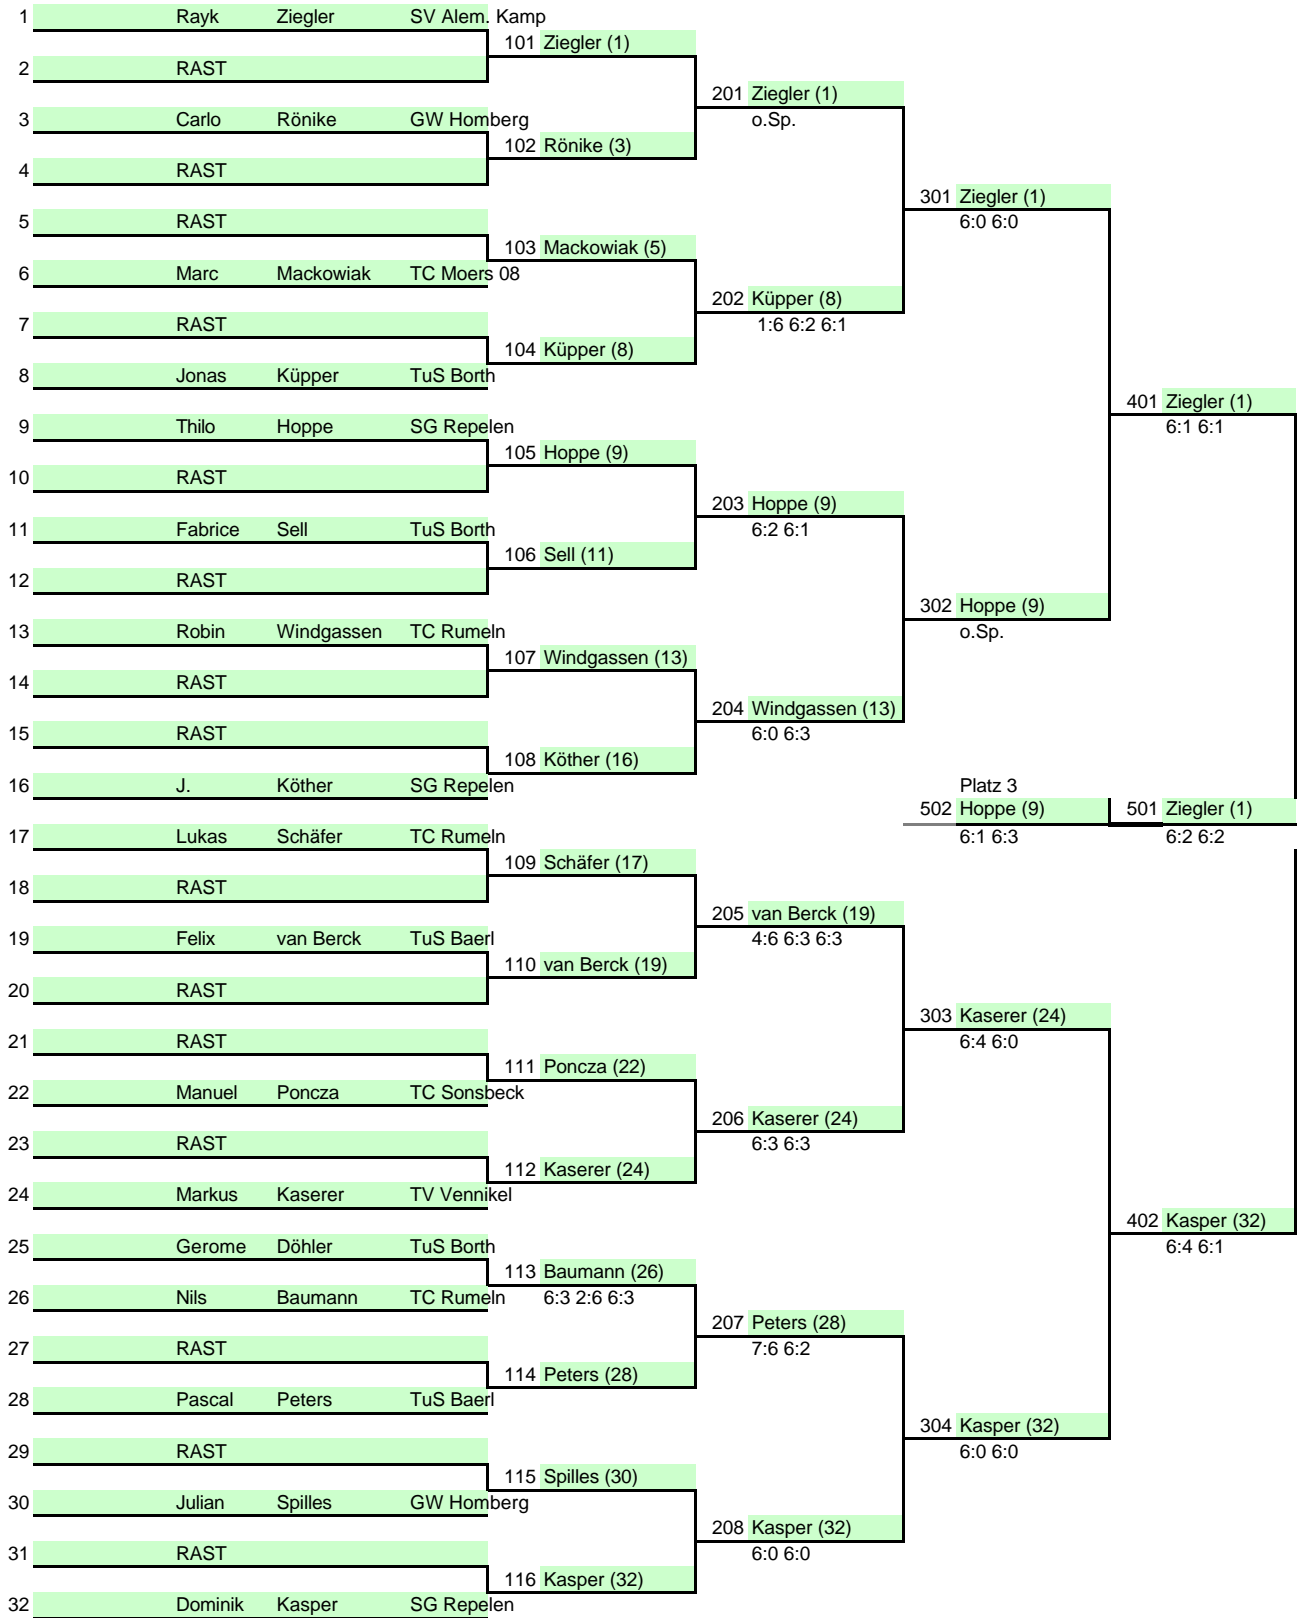 1 Rayk Ziegler SV Alem. Kamp
101 Ziegler (1)
2 RAST
201 Ziegler (1)
3 Carlo Rönike GW Homberg o.Sp.
102 Rönike (3)
4 RAST
301 Ziegler (1)
5 RAST 6:0 6:0
103 Mackowiak (5)
6 Marc Mackowiak TC Moers 08
202 Küpper (8)
7 RAST 1:6 6:2 6:1
104 Küpper (8)
8 Jonas Küpper TuS Borth
401 Ziegler (1)
9 Thilo Hoppe SG Repelen 6:1 6:1
105 Hoppe (9)
10 RAST
203 Hoppe (9)
11 Fabrice Sell TuS Borth 6:2 6:1
106 Sell (11)
12 RAST
302 Hoppe (9)
13 Robin Windgassen TC Rumeln o.Sp.
107 Windgassen (13)
14 RAST
204 Windgassen (13)
15 RAST 6:0 6:3
108 Köther (16)
16 J. Köther SG Repelen Platz 3
502 Hoppe (9) 501 Ziegler (1)
17 Lukas Schäfer TC Rumeln 6:1 6:3 6:2 6:2
109 Schäfer (17)
18 RAST
205 van Berck (19)
19 Felix van Berck TuS Baerl 4:6 6:3 6:3
110 van Berck (19)
20 RAST
303 Kaserer (24)
21 RAST 6:4 6:0
111 Poncza (22)
22 Manuel Poncza TC Sonsbeck
206 Kaserer (24)
23 RAST 6:3 6:3
112 Kaserer (24)
24 Markus Kaserer TV Vennikel
402 Kasper (32)
25 Gerome Döhler TuS Borth 6:4 6:1
113 Baumann (26)
26 Nils Baumann TC Rumeln 6:3 2:6 6:3
207 Peters (28)
27 RAST 7:6 6:2
114 Peters (28)
28 Pascal Peters TuS Baerl
304 Kasper (32)
29 RAST 6:0 6:0
115 Spilles (30)
30 Julian Spilles GW Homberg
208 Kasper (32)
31 RAST 6:0 6:0
116 Kasper (32)
32 Dominik Kasper SG Repelen